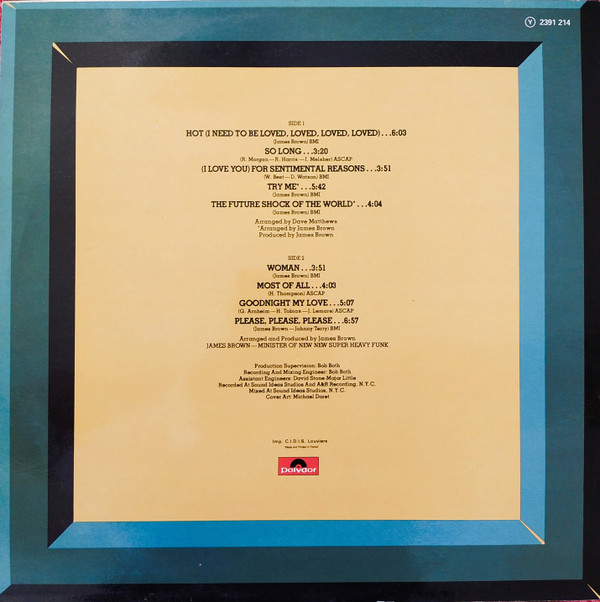 Y 2391 214
SIDE 1
HOT (I NEED TO BE LOVED, LOVED, LOVED, LOVED)...6:03
(James Brown) BMI
SO LONG...3:20
(R. Morgan—R. Harris—I. Melsher) ASCAP
(I LOVE YOU) FOR SENTIMENTAL REASONS...3:51
(W. Best—D. Watson) BMI
TRY ME*...5:42
(James Brown) BMI
THE FUTURE SHOCK OF THE WORLD*...4:04
(James Brown) BMI
Arranged by Dave Matthews
*Arranged by James Brown
Produced by James Brown
SIDE 2
WOMAN...3:51
(James Brown) BMI
MOST OF ALL...4:03
(H. Thompson) ASCAP
GOODNIGHT MY LOVE...5:07
(G. Arnheim—H. Tobias—J. Lemare) ASCAP
PLEASE, PLEASE, PLEASE...6:57
(James Brown—Johnny Terry) BMI
Arranged and Produced by James Brown
JAMES BROWN—MINISTER OF NEW NEW SUPER HEAVY FUNK
Production Supervision: Bob Both
Recording And Mixing Engineer: Bob Both
Assistant Engineers: David Stone-Major Little
Recorded At Sound Ideas Studios And A&R Recording, N.Y.C.
Mixed At Sound Ideas Studios, N.Y.C.
Cover Art: Michael Doret
Imp. C.I.D.I.S. Louviers
Made and Printed in France
polydor